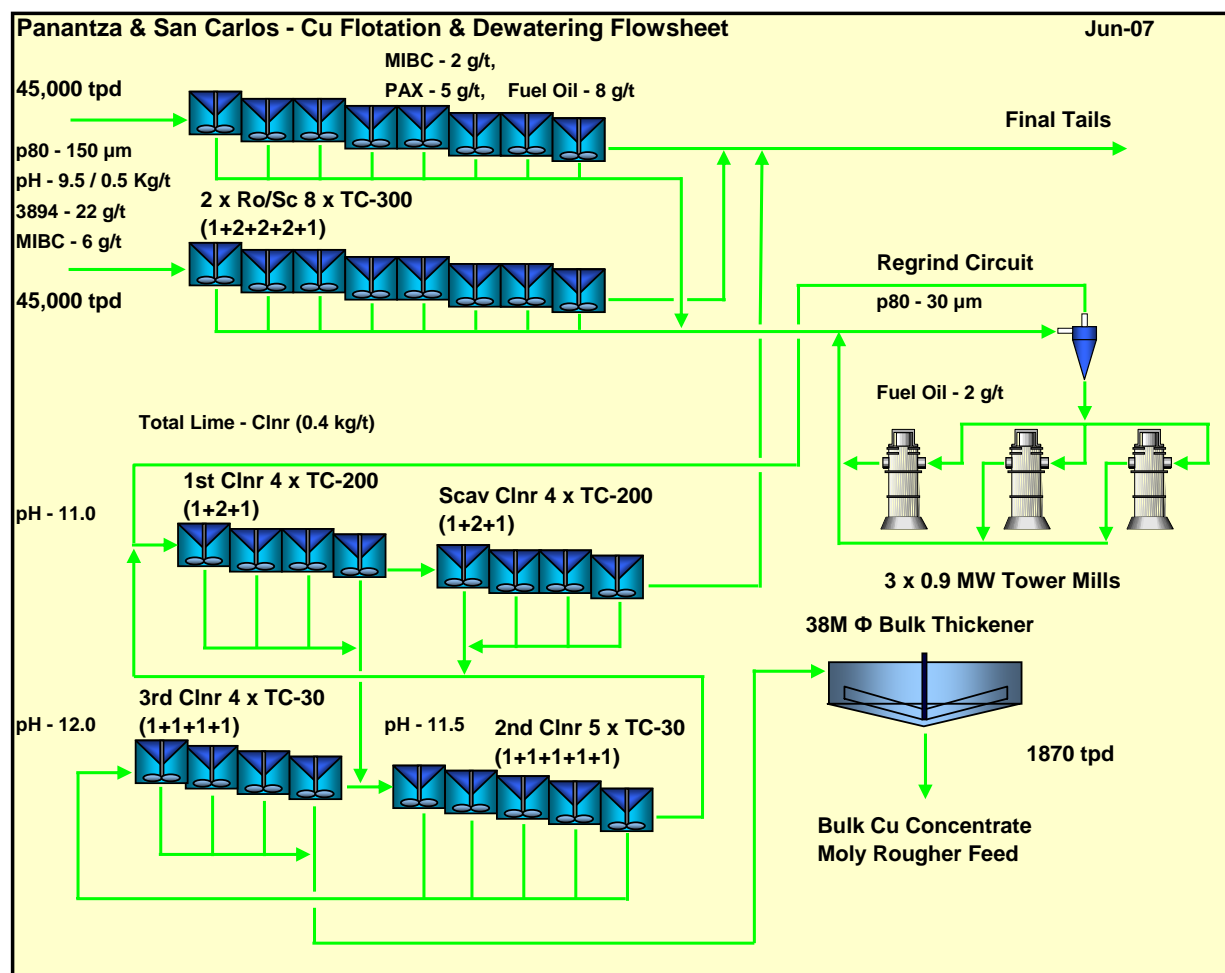 Panantza & San Carlos - Cu Flotation & Dewatering Flowsheet
Jun-07
MIBC - 2 g/t,
45,000 tpd
PAX - 5 g/t, Fuel Oil - 8 g/t
Final Tails
p80 - 150 µm
pH - 9.5 / 0.5 Kg/t
3894 - 22 g/t
MIBC - 6 g/t
2 x Ro/Sc 8 x TC-300
(1+2+2+2+1)
45,000 tpd
Regrind Circuit
p80 - 30 µm
Fuel Oil - 2 g/t
Total Lime - Clnr (0.4 kg/t)
1st Clnr 4 x TC-200
(1+2+1)
Scav Clnr 4 x TC-200
(1+2+1)
pH - 11.0
3 x 0.9 MW Tower Mills
38M Φ Bulk Thickener
3rd Clnr 4 x TC-30
(1+1+1+1)
pH - 12.0
pH - 11.5
2nd Clnr 5 x TC-30
(1+1+1+1+1)
1870 tpd
Bulk Cu Concentrate
Moly Rougher Feed